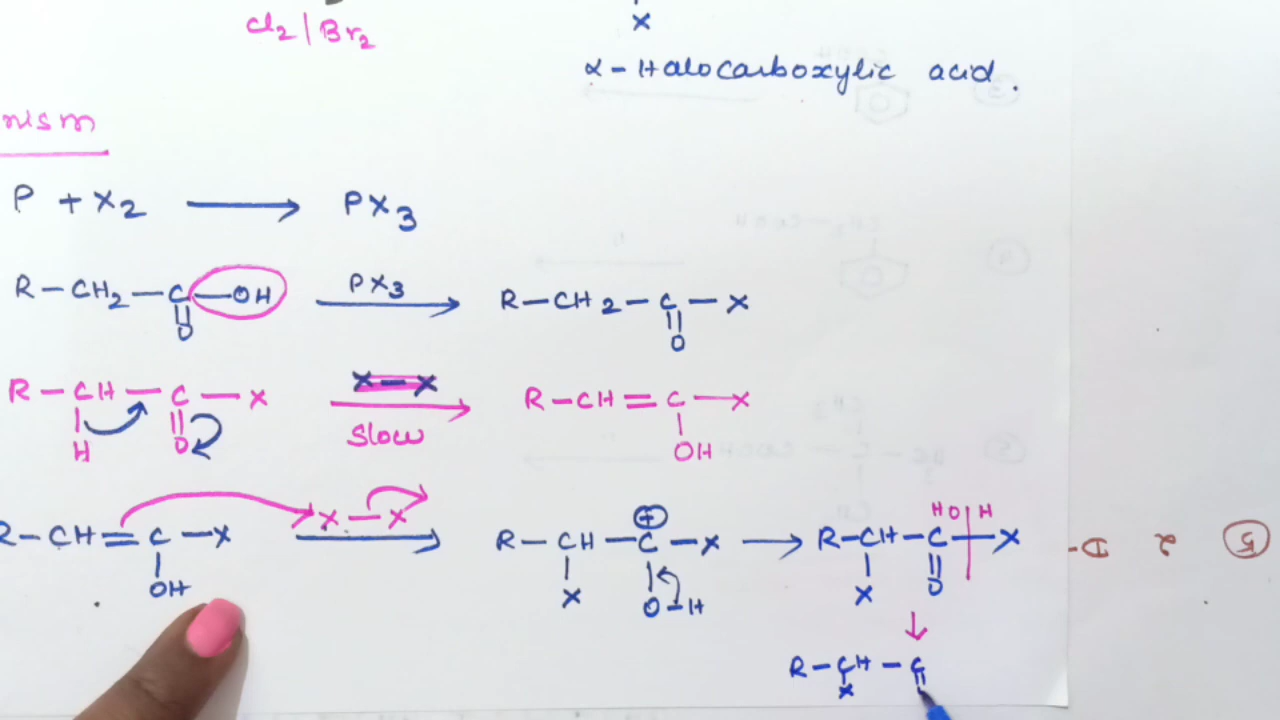 X
Cl2 | Br2
α - Halocarboxylic acid.
nism
P + X2 ⟶ PX3
R — CH2 — C — OH ⟶ PX3 R — CH2 — C — X
O O
R — CH — C — X X — X R — CH = C — X
H O Slow OH
R — CH = C — X X — X ⟶ R — CH — C — X ⟶ R — CH — C — X
⊕ HO | H
OH X O — H X O
↓
R — CH — C
X